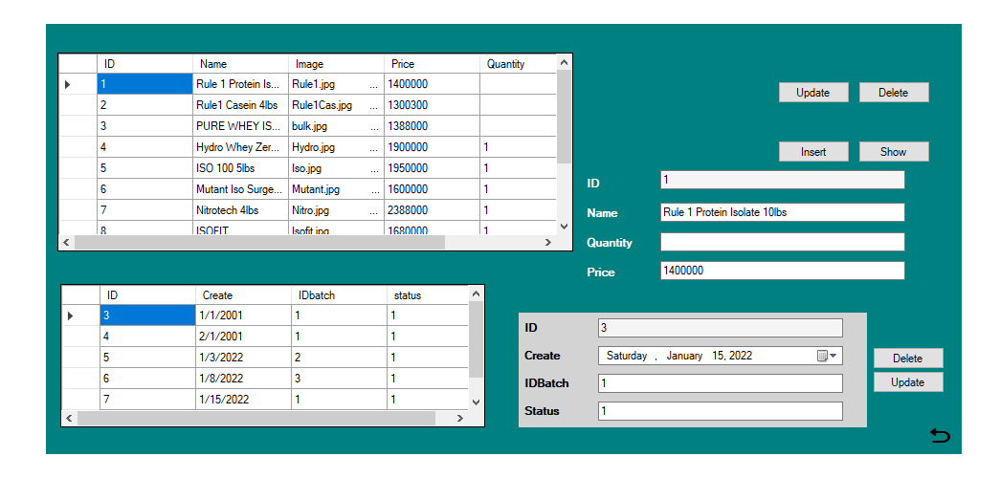 ID Name Image Price Quantity
1 Rule 1 Protein Is... Rule1.jpg ... 1400000
2 Rule1 Casein 4lbs Rule1Cas.jpg ... 1300300
3 PURE WHEY IS... bulk.jpg ... 1388000
4 Hydro Whey Zer... Hydro.jpg ... 1900000 1
5 ISO 100 5lbs Iso.jpg ... 1950000 1
6 Mutant Iso Surge... Mutant.jpg ... 1600000 1
7 Nitrotech 4lbs Nitro.jpg ... 2388000 1
8 ISOFIT Isofit.jpg ... 1680000 1
Update Delete
Insert Show
ID 1
Name Rule 1 Protein Isolate 10lbs
Quantity
Price 1400000
ID Create IDbatch status
3 1/1/2001 1 1
4 2/1/2001 1 1
5 1/3/2022 2 1
6 1/8/2022 3 1
7 1/15/2022 1 1
ID 3
Create Saturday , January 15, 2022
IDBatch 1
Status 1
Delete
Update